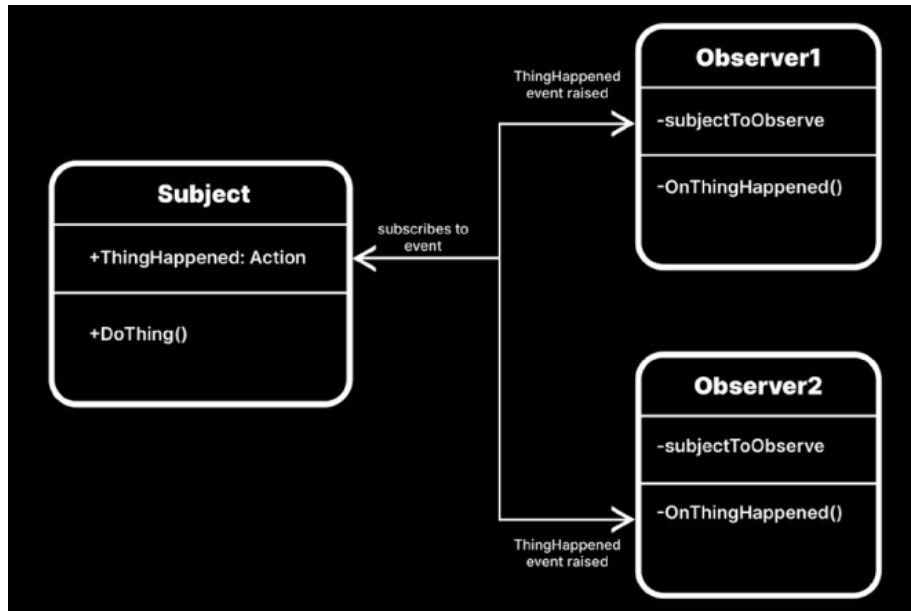 Subject
+ThingHappened: Action
+DoThing()
subscribes to
event
ThingHappened
event raised
Observer1
-subjectToObserve
-OnThingHappened()
Observer2
-subjectToObserve
-OnThingHappened()
ThingHappened
event raised